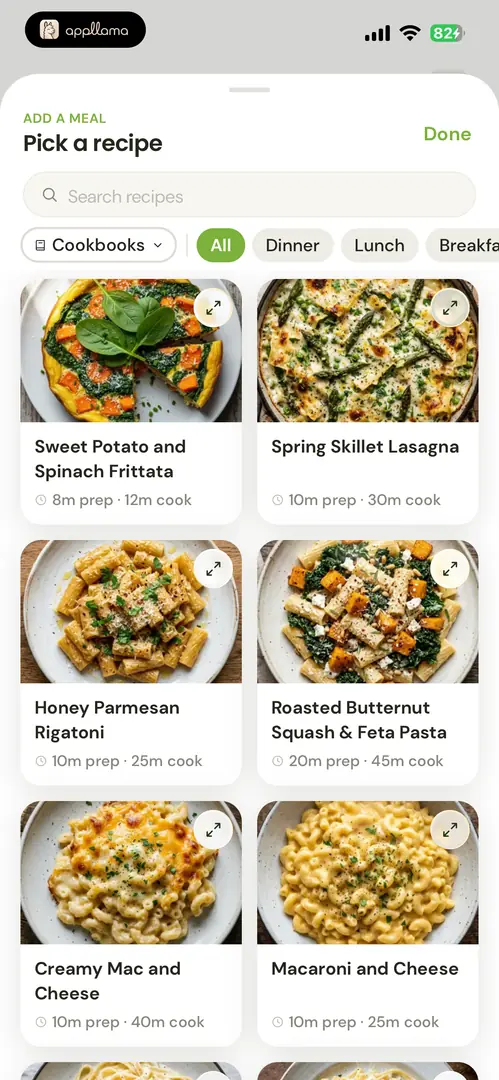 appllama
82
ADD A MEAL
Pick a recipe
Done
Search recipes
Cookbooks
All
Dinner
Lunch
Breakfa
Sweet Potato and
Spinach Frittata
8m prep · 12m cook
Spring Skillet Lasagna
10m prep · 30m cook
Honey Parmesan
Rigatoni
10m prep · 25m cook
Roasted Butternut
Squash & Feta Pasta
20m prep · 45m cook
Creamy Mac and
Cheese
10m prep · 40m cook
Macaroni and Cheese
10m prep · 25m cook